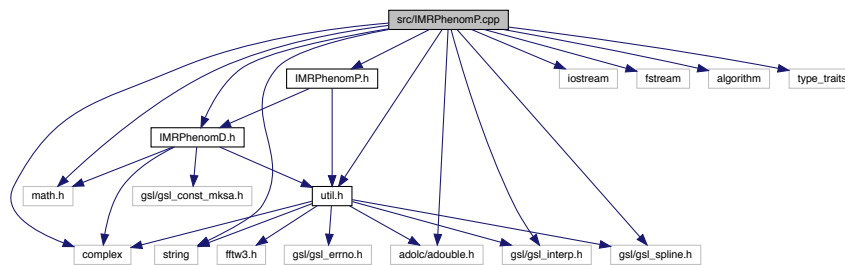 src/IMRPhenomP.cpp
IMRPhenomP.h
iostream
fstream
algorithm
type_traits
IMRPhenomD.h
math.h
gsl/gsl_const_mksa.h
util.h
complex
string
fftw3.h
gsl/gsl_errno.h
adolc/adouble.h
gsl/gsl_interp.h
gsl/gsl_spline.h